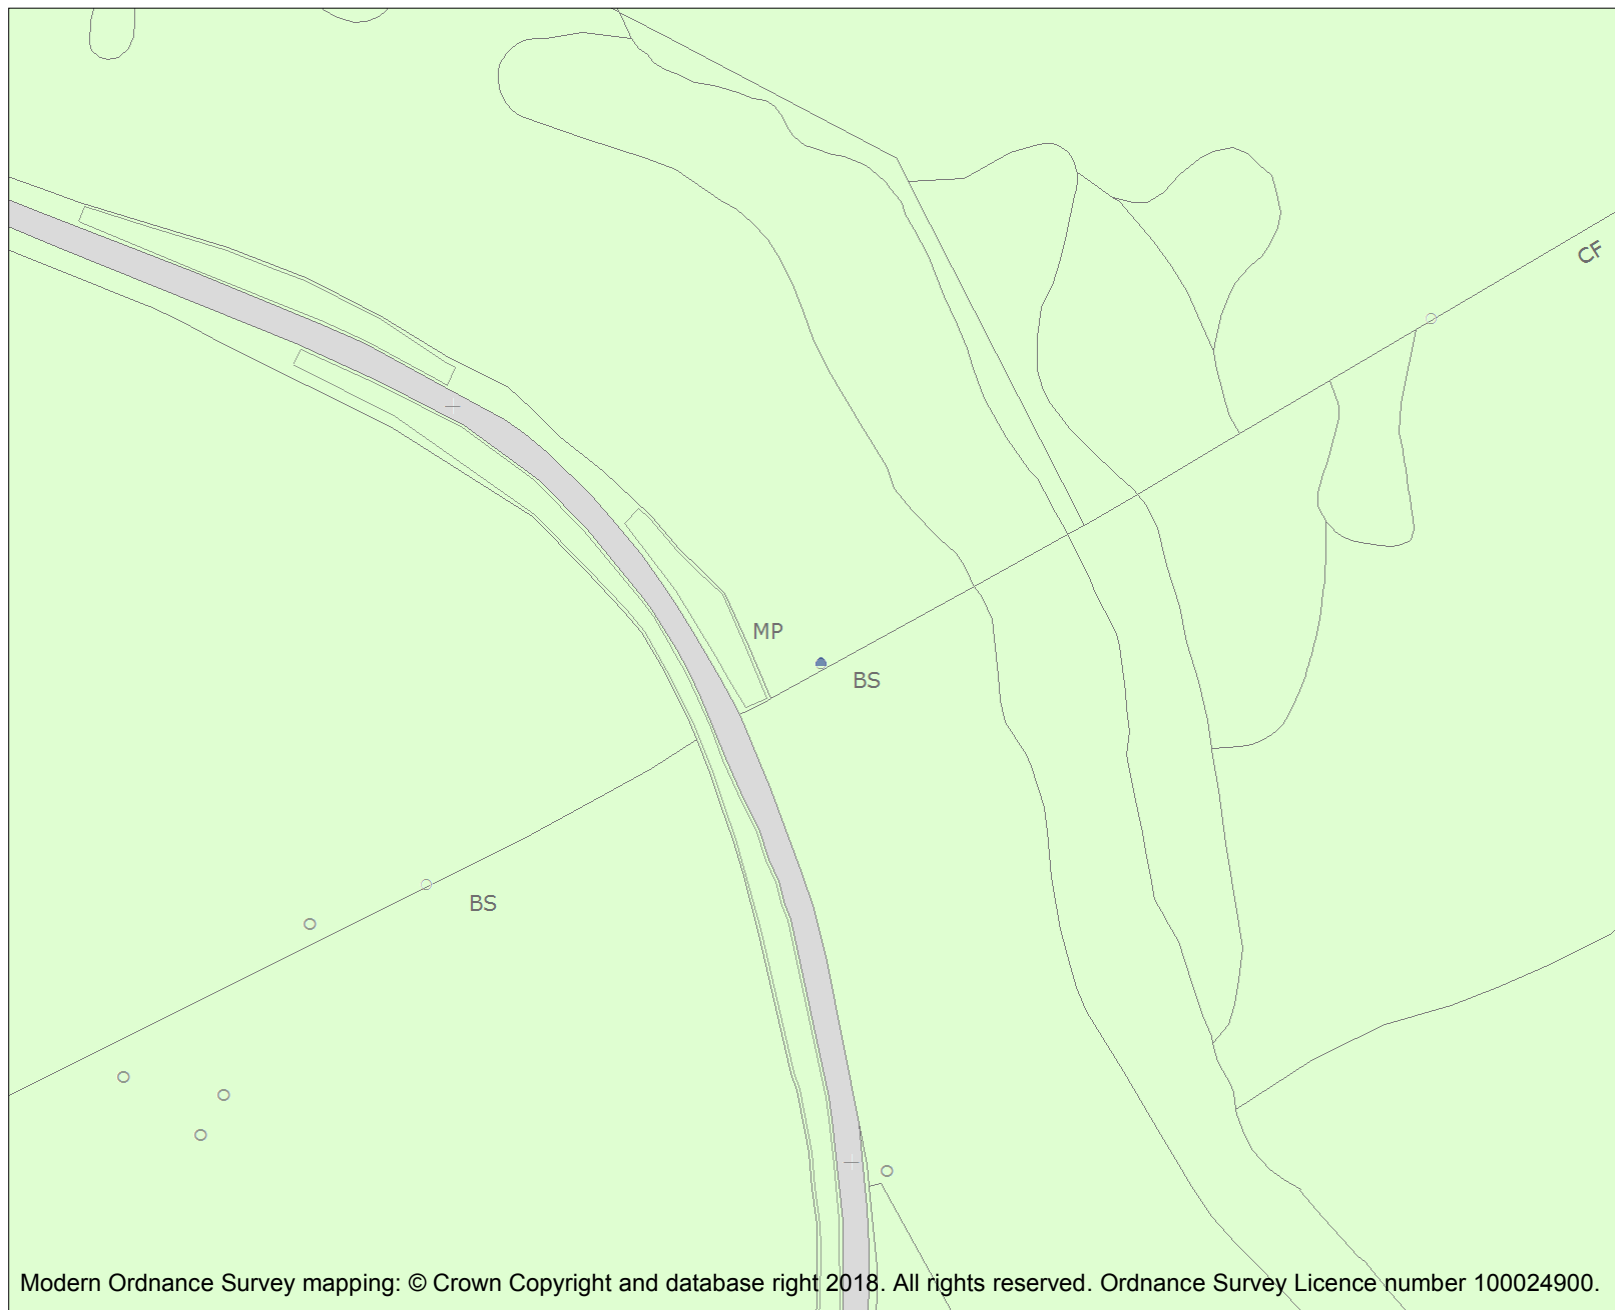 CF
MP
BS
BS
Modern Ordnance Survey mapping: © Crown Copyright and database right 2018. All rights reserved. Ordnance Survey Licence number 100024900.